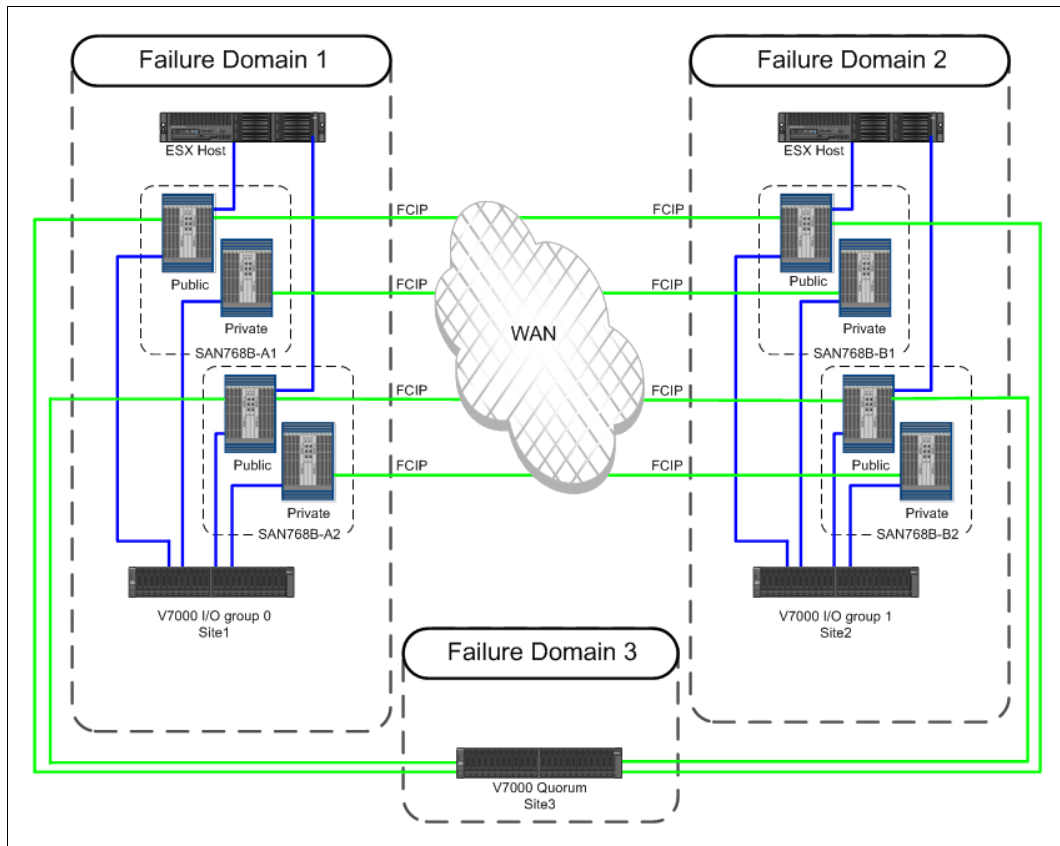 Failure Domain 1
Failure Domain 2
ESX Host
ESX Host
FCIP
FCIP
Public
Public
FCIP
FCIP
Private
Private
WAN
SAN768B-A1
SAN768B-B1
FCIP
FCIP
Public
Public
FCIP
FCIP
Private
Private
SAN768B-A2
SAN768B-B2
V7000 I/O group 0
Site1
V7000 I/O group 1
Site2
Failure Domain 3
V7000 Quorum
Site3